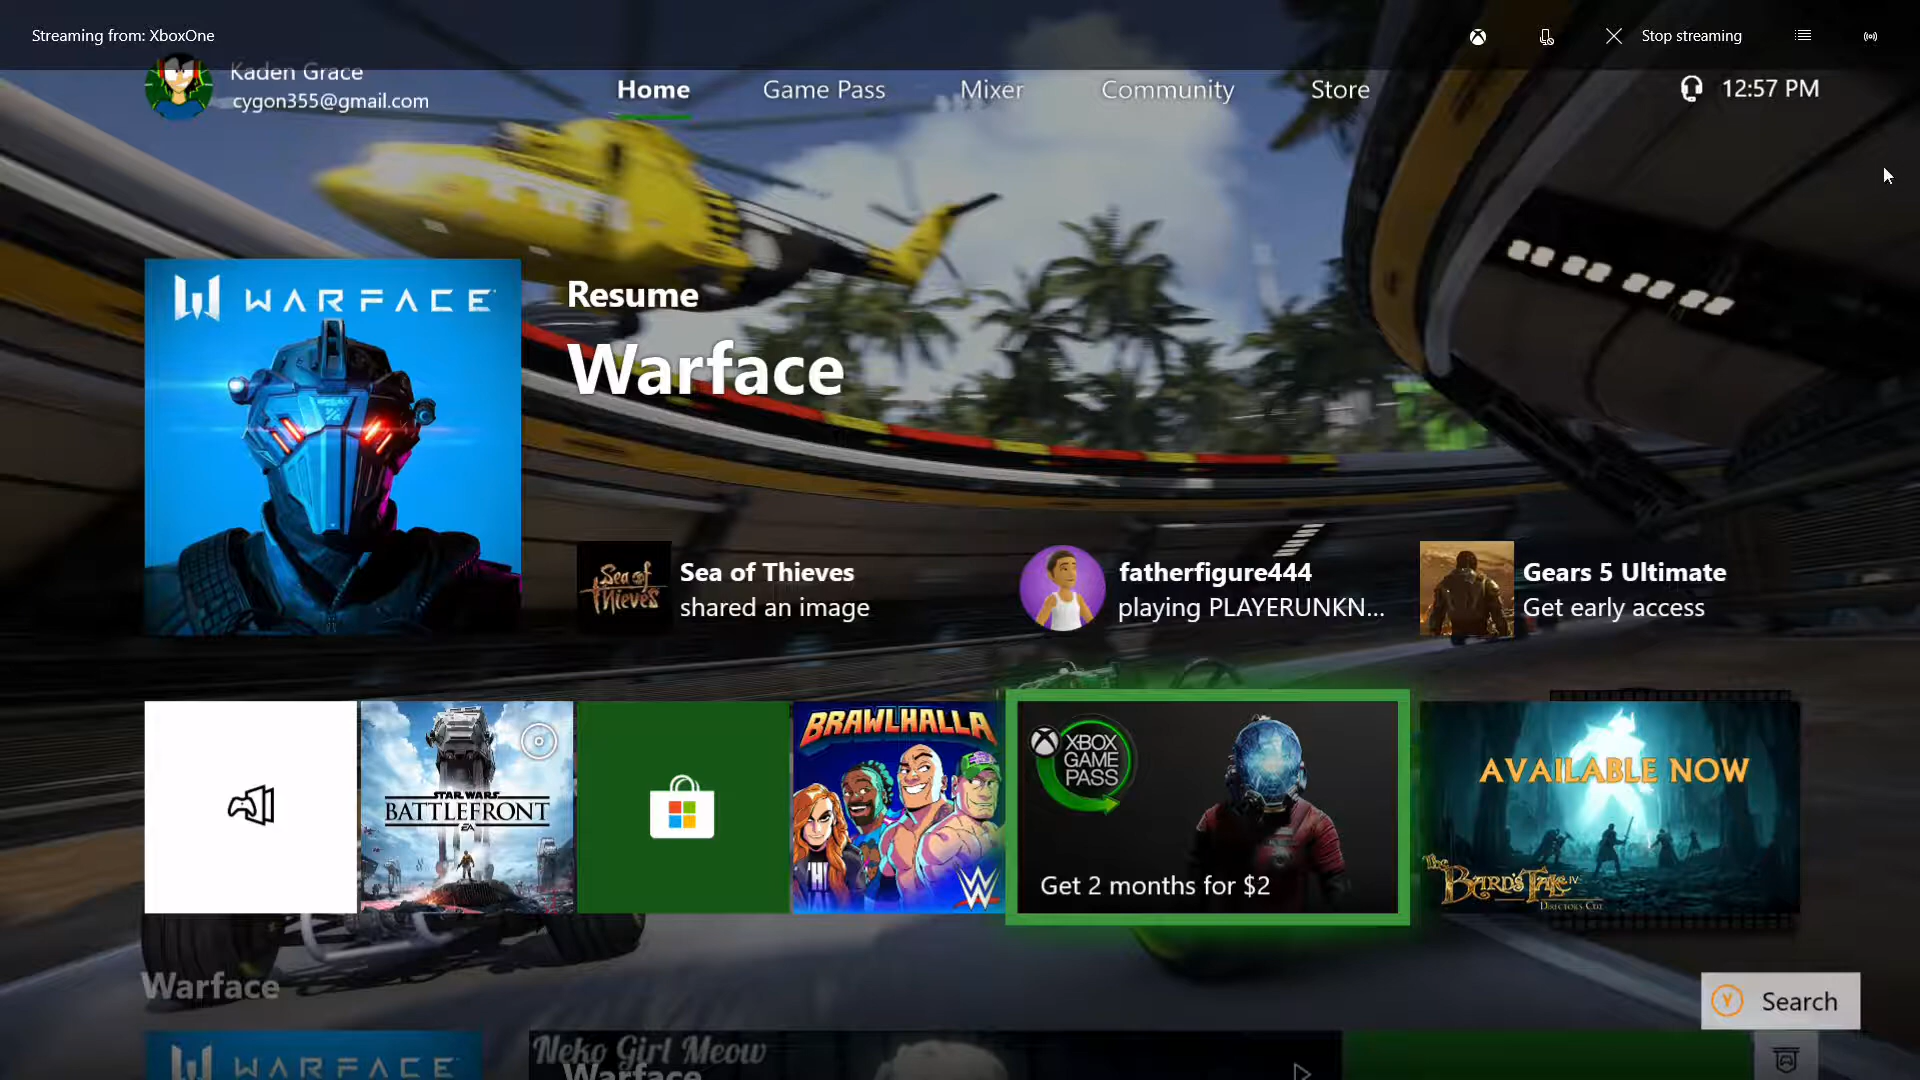 Streaming from: XboxOne
Stop streaming
Kaden Grace
cygon355@gmail.com
Home
Game Pass
Mixer
Community
Store
12:57 PM
WARFACE
Resume
Warface
Sea of Thieves
Sea of Thieves
shared an image
fatherfigure444
playing PLAYERUNKN...
Gears 5 Ultimate
Get early access
STAR WARS
BATTLEFRONT
EA
BRAWLHALLA
W
XBOX
GAME
PASS
Get 2 months for $2
AVAILABLE NOW
The
Bard's Tale IV
Director's Cut
Warface
Y
Search
WARFACE
Neko Girl Meow
Warface